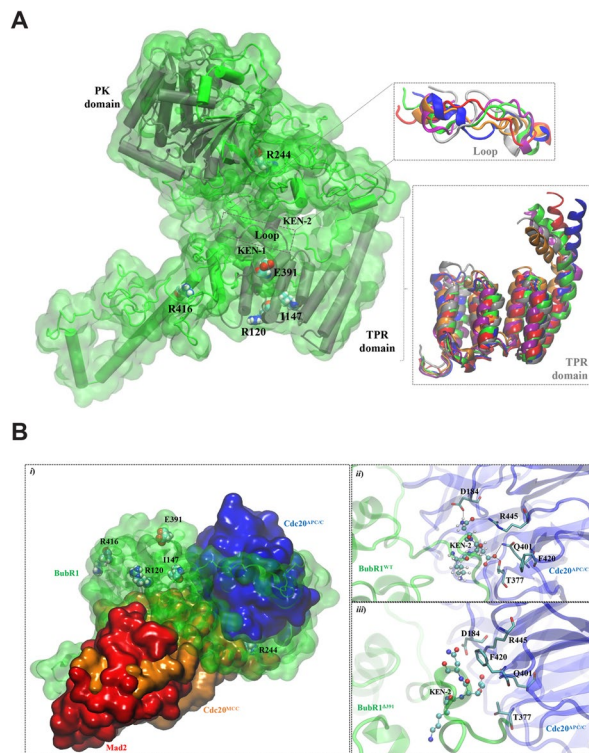 A
PK
domain
R244
Loop
KEN-2
Loop
KEN-1
E391
R416
I147
R120
TPR
domain
TPR
domain
B
i)
E391
Cdc20APC/C
R416
I147
BubR1
R120
R244
Cdc20MCC
Mad2
ii)
D184
R445
KEN-2
Q401
F420
BubR1WT
Cdc20APC/C
T377
iii)
D184
R445
F420
Q401
KEN-2
T377
Cdc20APC/C